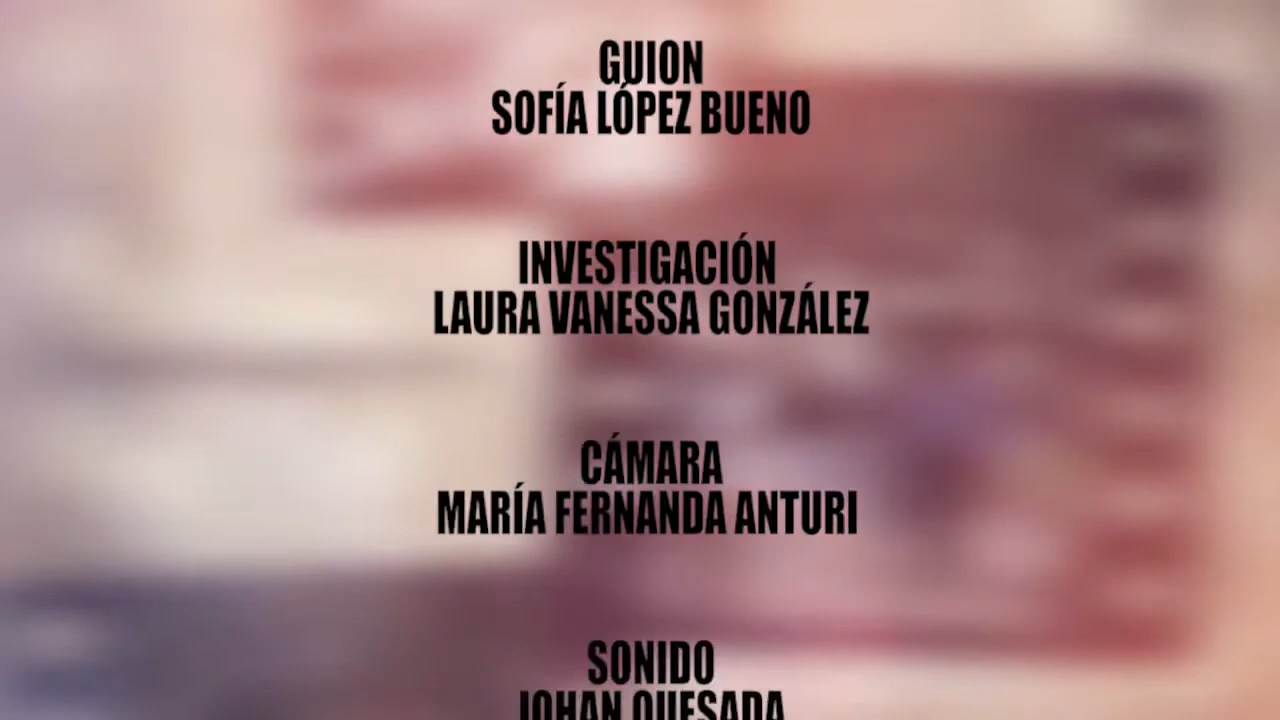 GUION
SOFÍA LÓPEZ BUENO
INVESTIGACIÓN
LAURA VANESSA GONZÁLEZ
CÁMARA
MARÍA FERNANDA ANTURI
SONIDO
JOHAN QUESADA